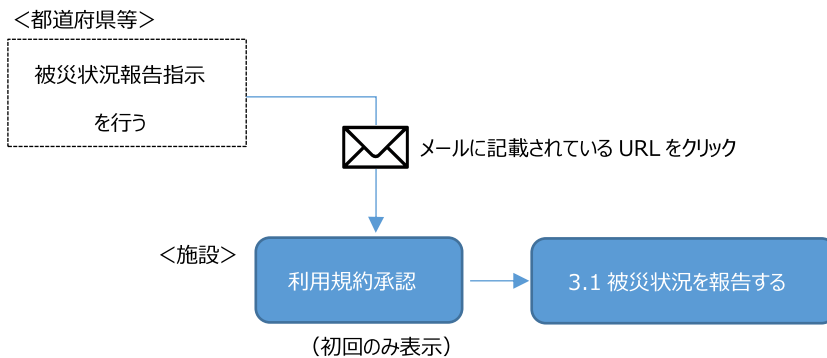 ＜都道府県等＞
被災状況報告指示
を行う
メールに記載されている URL をクリック
＜施設＞
利用規約承認
3.1 被災状況を報告する
（初回のみ表示）